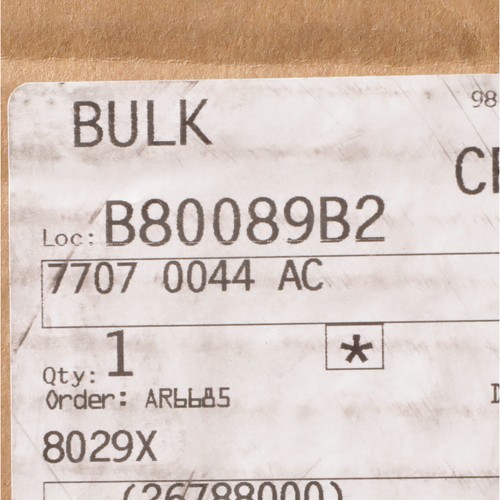 BULK
98
Loc: B80089B2
7707 0044 AC
Qty: 1
*
Order: AR6685
8029X
(26788000)